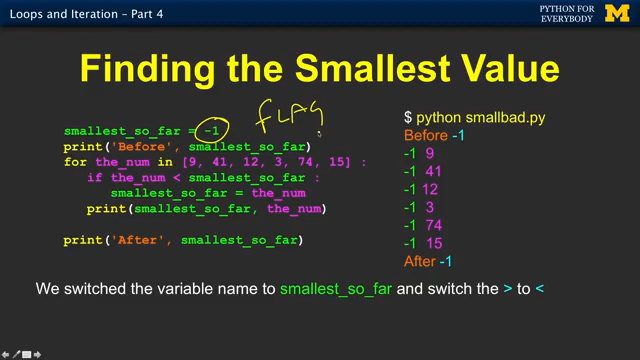 Loops and Iteration – Part 4
PYTHON FOR
EVERYBODY
M
Finding the Smallest Value
FLAG
smallest_so_far = -1
print('Before', smallest_so_far)
for the_num in [9, 41, 12, 3, 74, 15] :
if the_num < smallest_so_far :
smallest_so_far = the_num
print(smallest_so_far, the_num)
print('After', smallest_so_far)
$ python smallbad.py
Before -1
-1 9
-1 41
-1 12
-1 3
-1 74
-1 15
After -1
We switched the variable name to smallest_so_far and switch the > to <